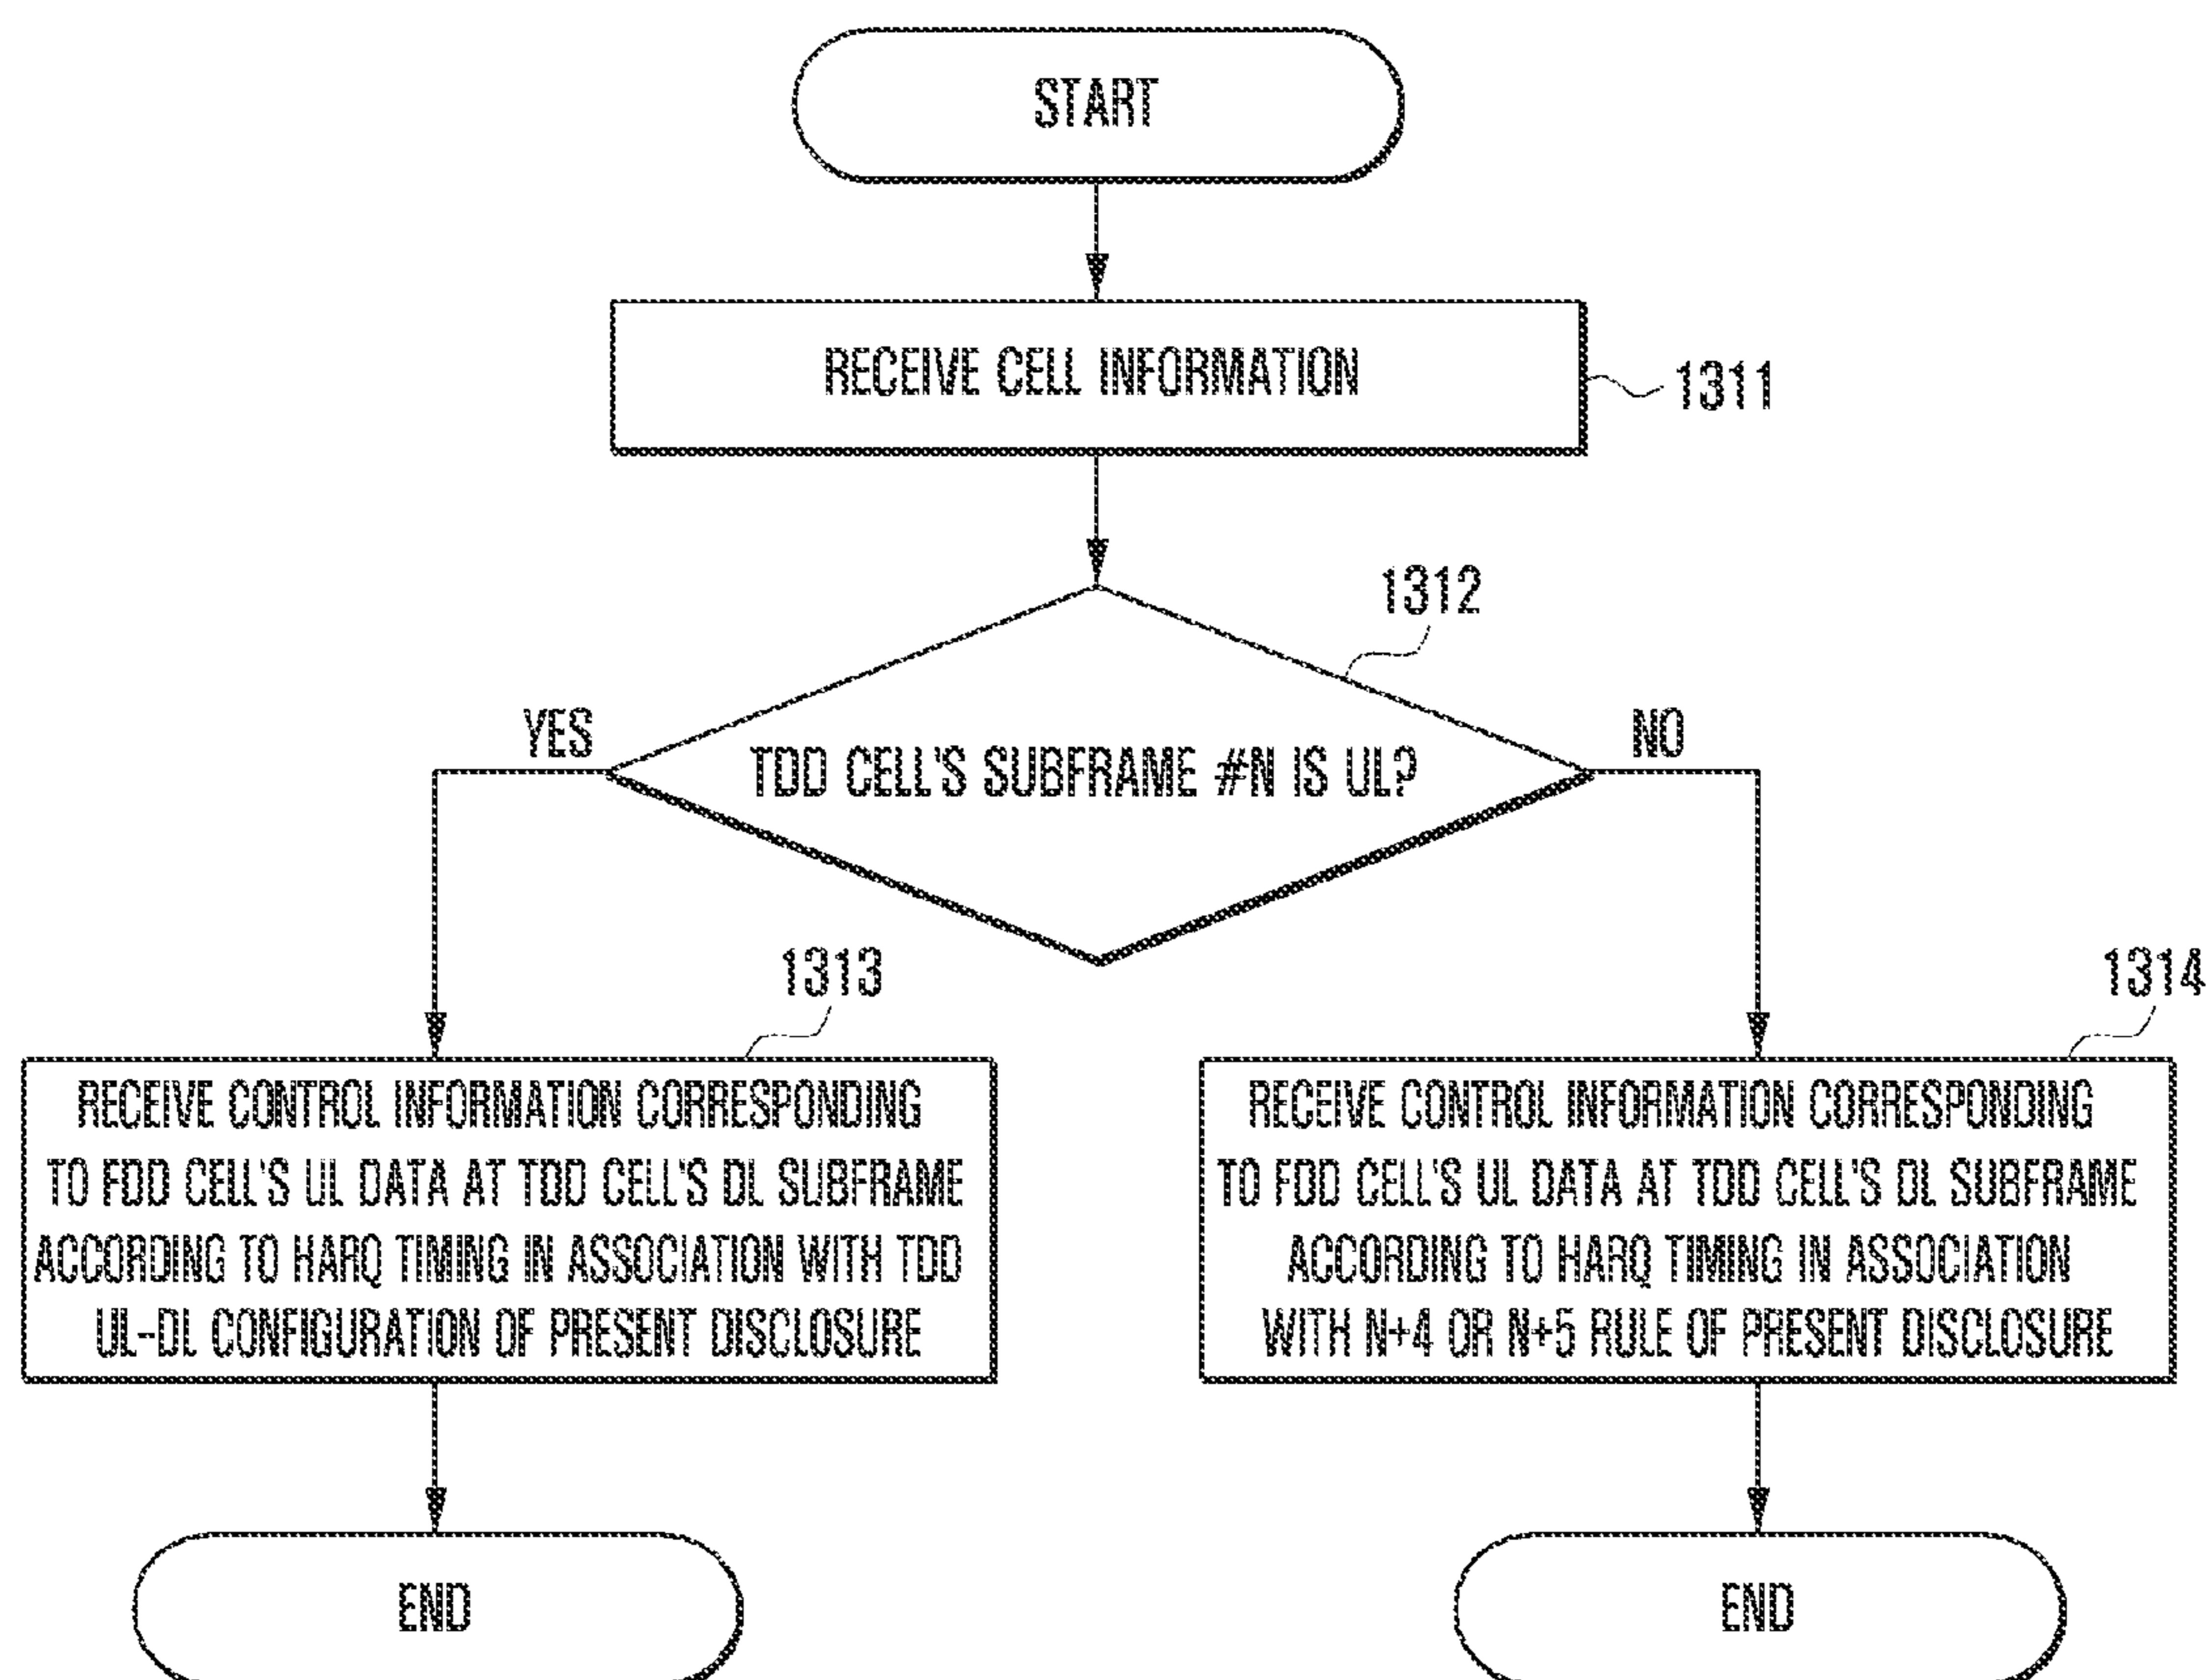 START
RECEIVE CELL INFORMATION
1311
1312
YES
TDD CELL'S SUBFRAME #N IS UL?
NO
1313
RECEIVE CONTROL INFORMATION CORRESPONDING
TO FDD CELL'S UL DATA AT TDD CELL'S DL SUBFRAME
ACCORDING TO HARQ TIMING IN ASSOCIATION WITH TDD
UL-DL CONFIGURATION OF PRESENT DISCLOSURE
1314
RECEIVE CONTROL INFORMATION CORRESPONDING
TO FDD CELL'S UL DATA AT TDD CELL'S DL SUBFRAME
ACCORDING TO HARQ TIMING IN ASSOCIATION
WITH N+4 OR N+5 RULE OF PRESENT DISCLOSURE
END
END